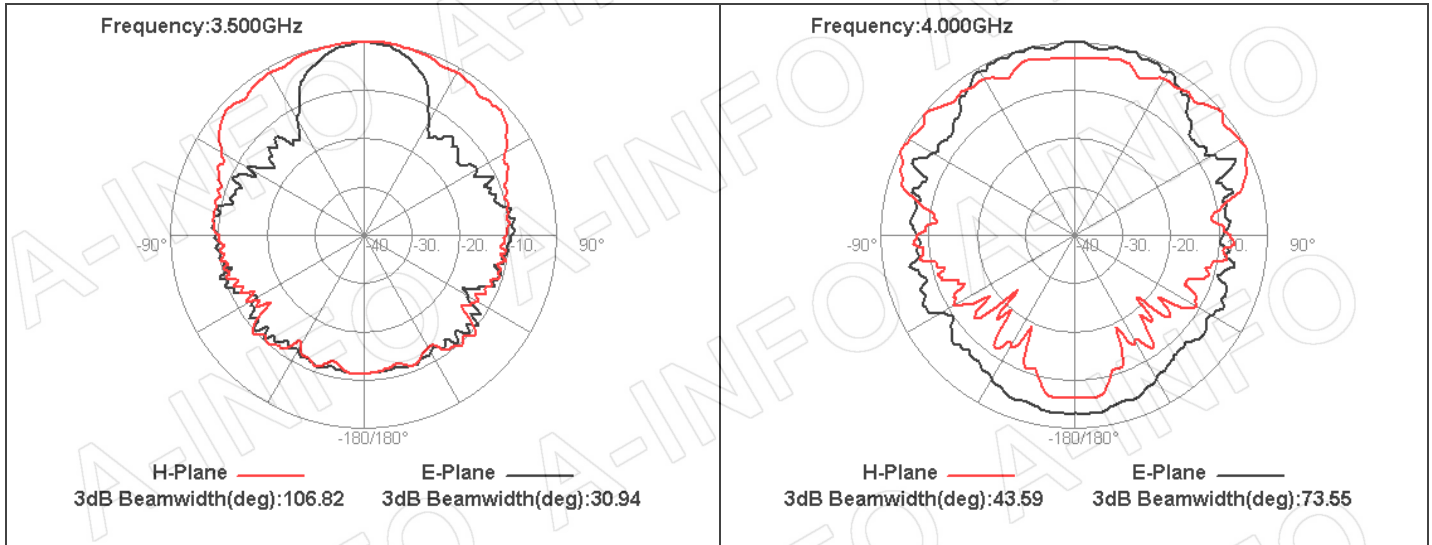 Frequency:3.500GHz
-90°
-40
-30.
-20.
-10.
90°
-180/180°
H-Plane
E-Plane
3dB Beamwidth(deg):106.82
3dB Beamwidth(deg):30.94
Frequency:4.000GHz
-90°
-40
-30.
-20.
90°
-180/180°
H-Plane
E-Plane
3dB Beamwidth(deg):43.59
3dB Beamwidth(deg):73.55
A-INFO
A-INFO
A-INFO
A-INFO
A-INFO
A-INFO